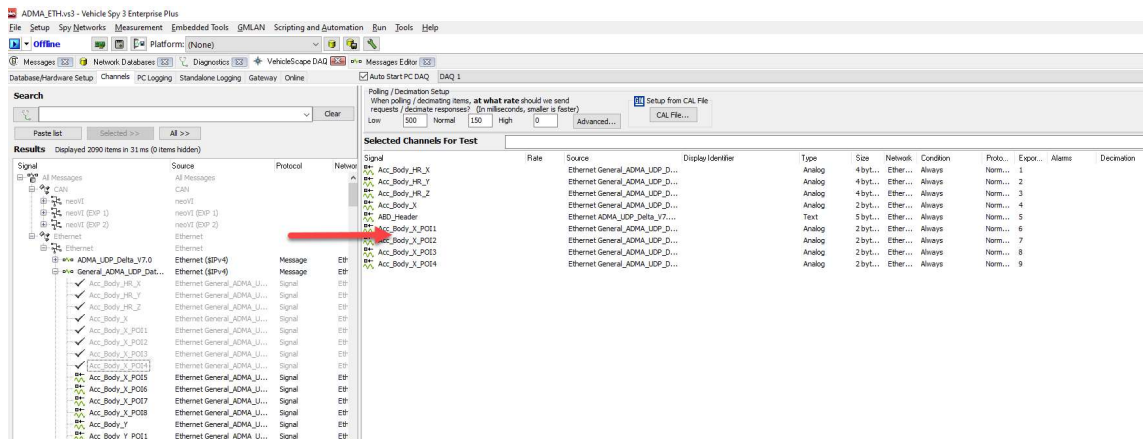 ADMA_ETH.vs3 - Vehicle Spy 3 Enterprise Plus
File Setup Spy Networks Measurement Embedded Tools GMLAN Scripting and Automation Run Tools Help
Offline Platform: (None)
Messages Network Databases Diagnostics VehicleScape DAQ Messages Editor
Database/Hardware Setup Channels PC Logging Standalone Logging Gateway Online
Auto Start PC DAQ DAQ 1
Search
Clear
Paste list Selected >> All >>
Results Displayed 2090 items in 31 ms (0 items hidden)
Signal Source Protocol Networ
All Messages All Messages
CAN CAN
neoVI neoVI
neoVI (EXP 1) neoVI (EXP 1)
neoVI (EXP 2) neoVI (EXP 2)
Ethernet Ethernet
Ethernet Ethernet
ADMA_UDP_Delta_V7.0 Ethernet ($IPv4) Message Eth
General_ADMA_UDP_Dat... Ethernet ($IPv4) Message Eth
Acc_Body_HR_X Ethernet General_ADMA_U... Signal Eth
Acc_Body_HR_Y Ethernet General_ADMA_U... Signal Eth
Acc_Body_HR_Z Ethernet General_ADMA_U... Signal Eth
Acc_Body_X Ethernet General_ADMA_U... Signal Eth
Acc_Body_X_POI1 Ethernet General_ADMA_U... Signal Eth
Acc_Body_X_POI2 Ethernet General_ADMA_U... Signal Eth
Acc_Body_X_POI3 Ethernet General_ADMA_U... Signal Eth
Acc_Body_X_POI4 Ethernet General_ADMA_U... Signal Eth
Acc_Body_X_POI5 Ethernet General_ADMA_U... Signal Eth
Acc_Body_X_POI6 Ethernet General_ADMA_U... Signal Eth
Acc_Body_X_POI7 Ethernet General_ADMA_U... Signal Eth
Acc_Body_X_POI8 Ethernet General_ADMA_U... Signal Eth
Acc_Body_Y Ethernet General_ADMA_U... Signal Eth
Acc_Body_Y_POI1 Ethernet General_ADMA_U... Signal Eth
Polling / Decimation Setup
When polling / decimating items, at what rate should we send
requests / decimate responses? (In milliseconds, smaller is faster)
Low 500 Normal 150 High 0 Advanced...
Setup from CAL File
CAL File...
Selected Channels For Test
Signal Rate Source Display Identifier Type Size Network Condition Proto... Expor... Alarms Decimation
Acc_Body_HR_X Ethernet General_ADMA_UDP_D... Analog 4 byt... Ether... Always Norm... 1
Acc_Body_HR_Y Ethernet General_ADMA_UDP_D... Analog 4 byt... Ether... Always Norm... 2
Acc_Body_HR_Z Ethernet General_ADMA_UDP_D... Analog 4 byt... Ether... Always Norm... 3
Acc_Body_X Ethernet General_ADMA_UDP_D... Analog 2 byt... Ether... Always Norm... 4
ABD_Header Ethernet ADMA_UDP_Delta_V7.... Text 5 byt... Ether... Always Norm... 5
Acc_Body_X_POI1 Ethernet General_ADMA_UDP_D... Analog 2 byt... Ether... Always Norm... 6
Body_X_POI2 Ethernet General_ADMA_UDP_D... Analog 2 byt... Ether... Always Norm... 7
Acc_Body_X_POI3 Ethernet General_ADMA_UDP_D... Analog 2 byt... Ether... Always Norm... 8
Acc_Body_X_POI4 Ethernet General_ADMA_UDP_D... Analog 2 byt... Ether... Always Norm... 9